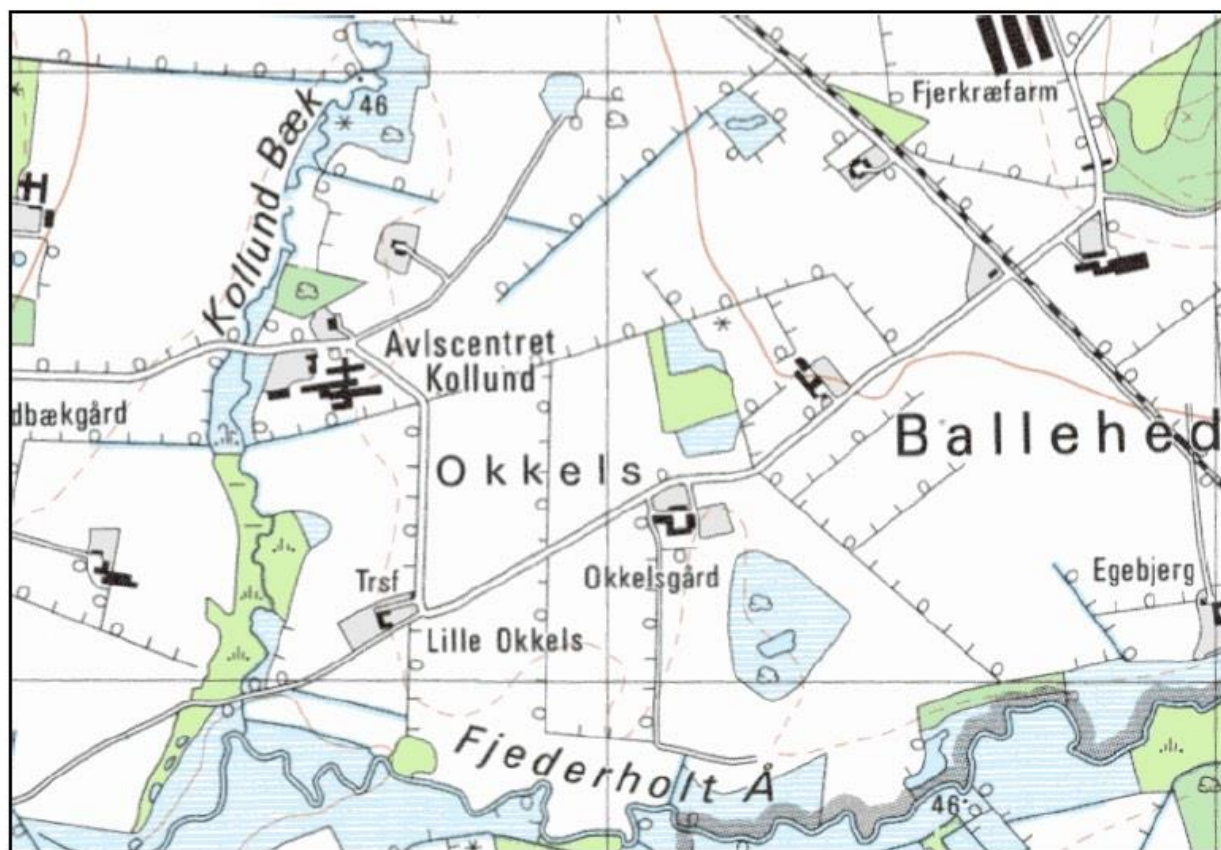 Fjerkræfarm
46
Kollund Bæk
Avlscentret
Kollund
dbækgård
Ballehed
Okkels
Trsf
Okkelsgård
Egebjerg
Lille Okkels
Fjederholt Å
46